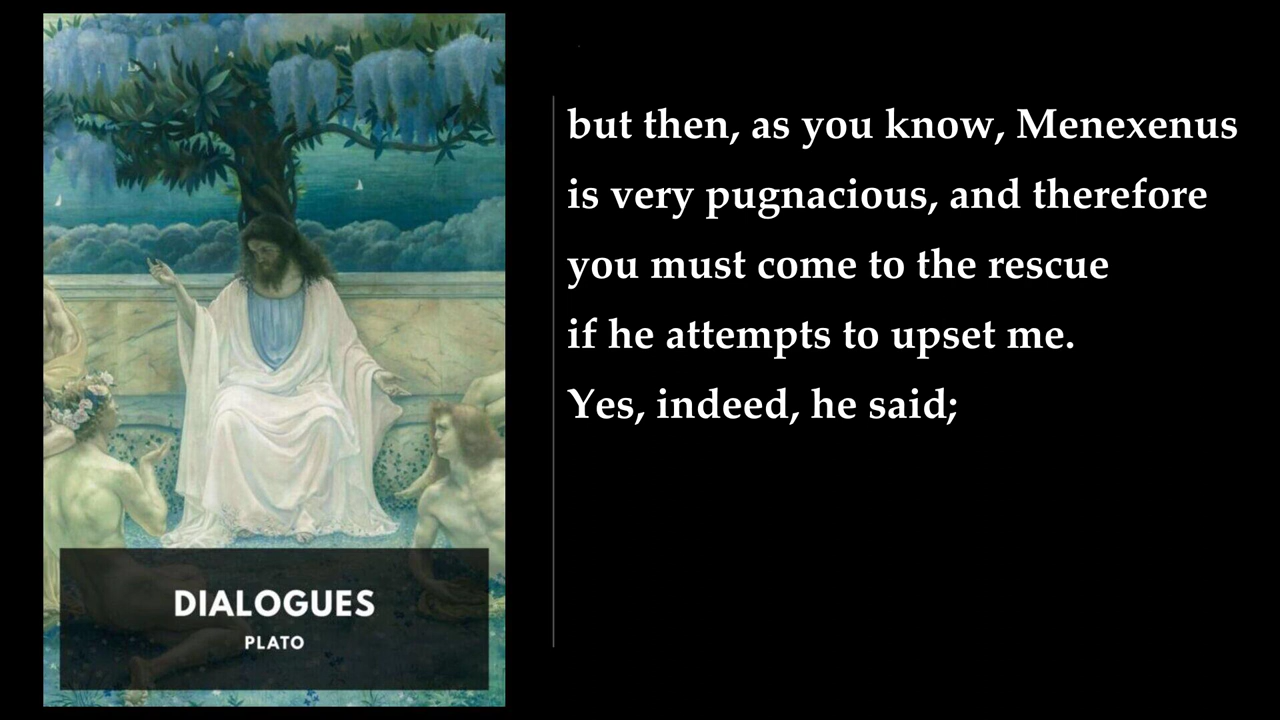 DIALOGUES
PLATO
but then, as you know, Menexenus
is very pugnacious, and therefore
you must come to the rescue
if he attempts to upset me.
Yes, indeed, he said;